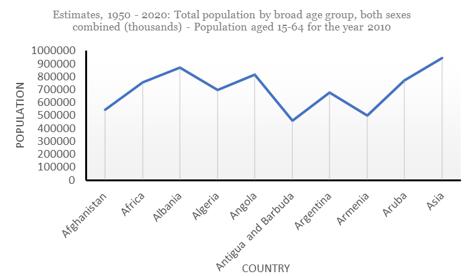 Estimates, 1950 - 2020: Total population by broad age group, both sexes
combined (thousands) - Population aged 15-64 for the year 2010
POPULATION
1000000
900000
800000
700000
600000
500000
400000
300000
200000
100000
0
Afghanistan
Africa
Albania
Algeria
Angola
Antigua and Barbuda
Argentina
Armenia
Aruba
Asia
COUNTRY